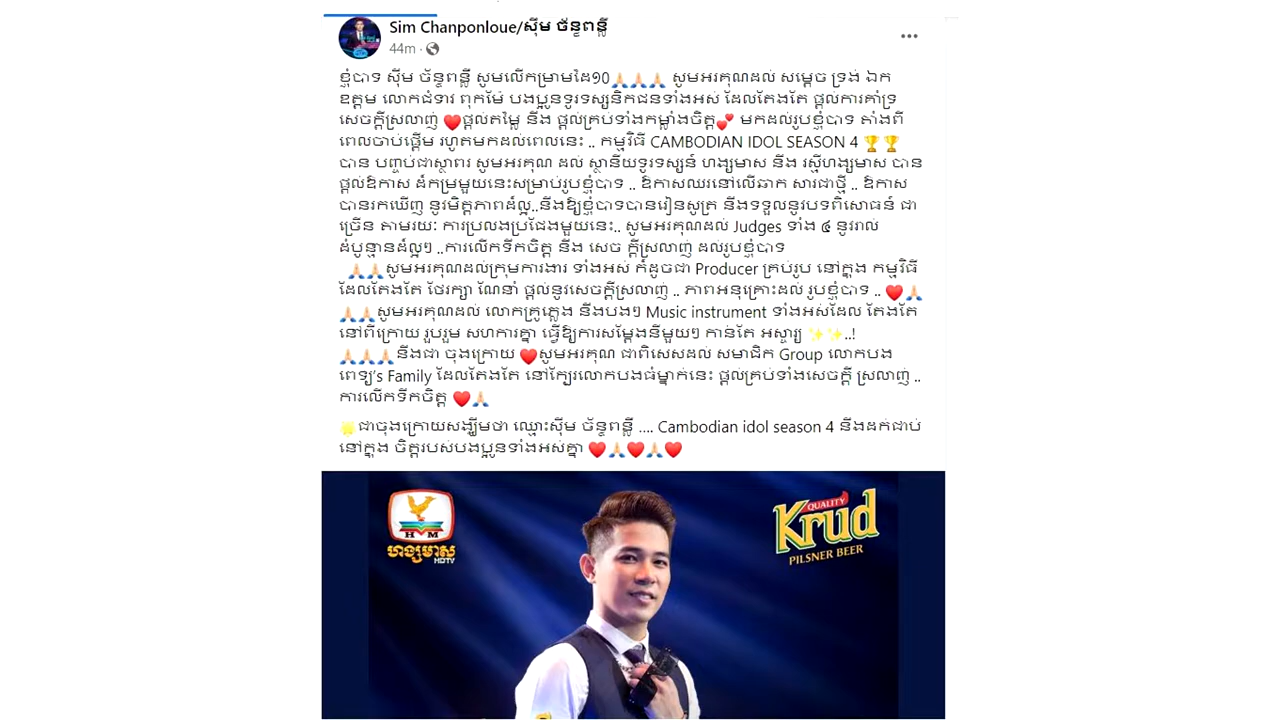 Sim Chanponloue/ស៊ីម ច័ន្ទពន្លឺ
44m ·
ខ្ញុំបាទ ស៊ីម ច័ន្ទពន្លឺ សូមលើកម្រាមដៃ១០🙏🙏🙏 សូមអរគុណដល់ សម្ដេច ទ្រង់ ឯក
ឧត្តម លោកជំទាវ ពុកម៉ែ បងប្អូនទូរទស្សនិកជនទាំងអស់ ដែលតែងតែ ផ្ដល់ការគាំទ្រ
សេចក្ដីស្រលាញ់ ❤️ផ្ដល់តម្លៃ និង ផ្ដល់គ្រប់ទាំងកម្លាំងចិត្ត💕 មកដល់រូបខ្ញុំបាទ តាំងពី
ពេលចាប់ផ្ដើម រហូតមកដល់ពេលនេះ .. កម្មវិធី CAMBODIAN IDOL SEASON 4 🏆🏆
បាន បញ្ចប់ជាស្ថាពរ សូមអរគុណ ដល់ ស្ថានីយទូរទស្សន៍ ហង្សមាស និង រស្មីហង្សមាស បាន
ផ្ដល់ឱកាស ដ៏កម្រមួយនេះសម្រាប់រូបខ្ញុំបាទ .. ឱកាសឈរនៅលើឆាក សារជាថ្មី .. ឱកាស
បានរកឃើញ នូវមិត្តភាពដ៏ល្អ..និងឱ្យខ្ញុំបាទបានរៀនសូត្រ និងទទួលនូវបទពិសោធន៍ ជា
ច្រើន តាមរយៈ ការប្រលងប្រជែងមួយនេះ.. សូមអរគុណដល់ Judges ទាំង ៤ នូវរាល់
ដំបូន្មានដ៏ល្អៗ ..ការលើកទឹកចិត្ត និង សេច ក្ដីស្រលាញ់ ដល់រូបខ្ញុំបាទ
🙏🙏សូមអរគុណដល់ក្រុមការងារ ទាំងអស់ ក៏ដូចជា Producer គ្រប់រូប នៅក្នុង កម្មវិធី
ដែលតែងតែ ថែរក្សា ណែនាំ ផ្ដល់នូវសេចក្ដីស្រលាញ់ .. ភាពអនុគ្រោះដល់ រូបខ្ញុំបាទ .. ❤️🙏
🙏🙏សូមអរគុណដល់ លោកគ្រូភ្លេង និងបងៗ Music instrument ទាំងអស់ដែល តែងតែ
នៅពីក្រោយ រួបរួម សហការគ្នា ធ្វើឱ្យការសម្ដែងនីមួយៗ កាន់តែ អស្ចារ្យ ✨✨..!
🙏🙏🙏និងជា ចុងក្រោយ ❤️សូមអរគុណ ជាពិសេសដល់ សមាជិក Group លោកបង
ពេទ្យ's Family ដែលតែងតែ នៅក្បែរលោកបងធំម្នាក់នេះ ផ្ដល់គ្រប់ទាំងសេចក្ដី ស្រលាញ់ ..
ការលើកទឹកចិត្ត ❤️🙏
🌟ជាចុងក្រោយសង្ឃឹមថា ឈ្មោះស៊ីម ច័ន្ទពន្លឺ .... Cambodian idol season 4 និងដក់ជាប់
នៅក្នុង ចិត្តរបស់បងប្អូនទាំងអស់គ្នា ❤️🙏❤️🙏❤️
HM
ហង្សមាស
HDTV
QUALITY
Krud
PILSNER BEER